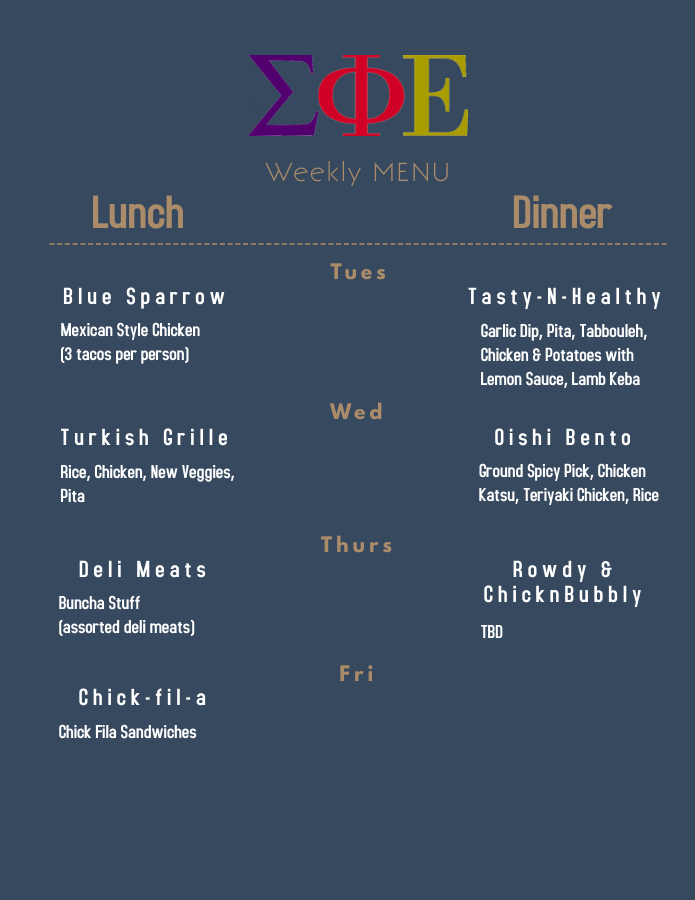 ΣΦΕ
Weekly MENU
Lunch
Dinner
Tues
Blue Sparrow
Mexican Style Chicken
(3 tacos per person)
Tasty-N-Healthy
Garlic Dip, Pita, Tabbouleh,
Chicken & Potatoes with
Lemon Sauce, Lamb Keba
Wed
Turkish Grille
Rice, Chicken, New Veggies,
Pita
Oishi Bento
Ground Spicy Pick, Chicken
Katsu, Teriyaki Chicken, Rice
Thurs
Deli Meats
Buncha Stuff
(assorted deli meats)
Rowdy &
ChicknBubbly
TBD
Fri
Chick-fil-a
Chick Fila Sandwiches